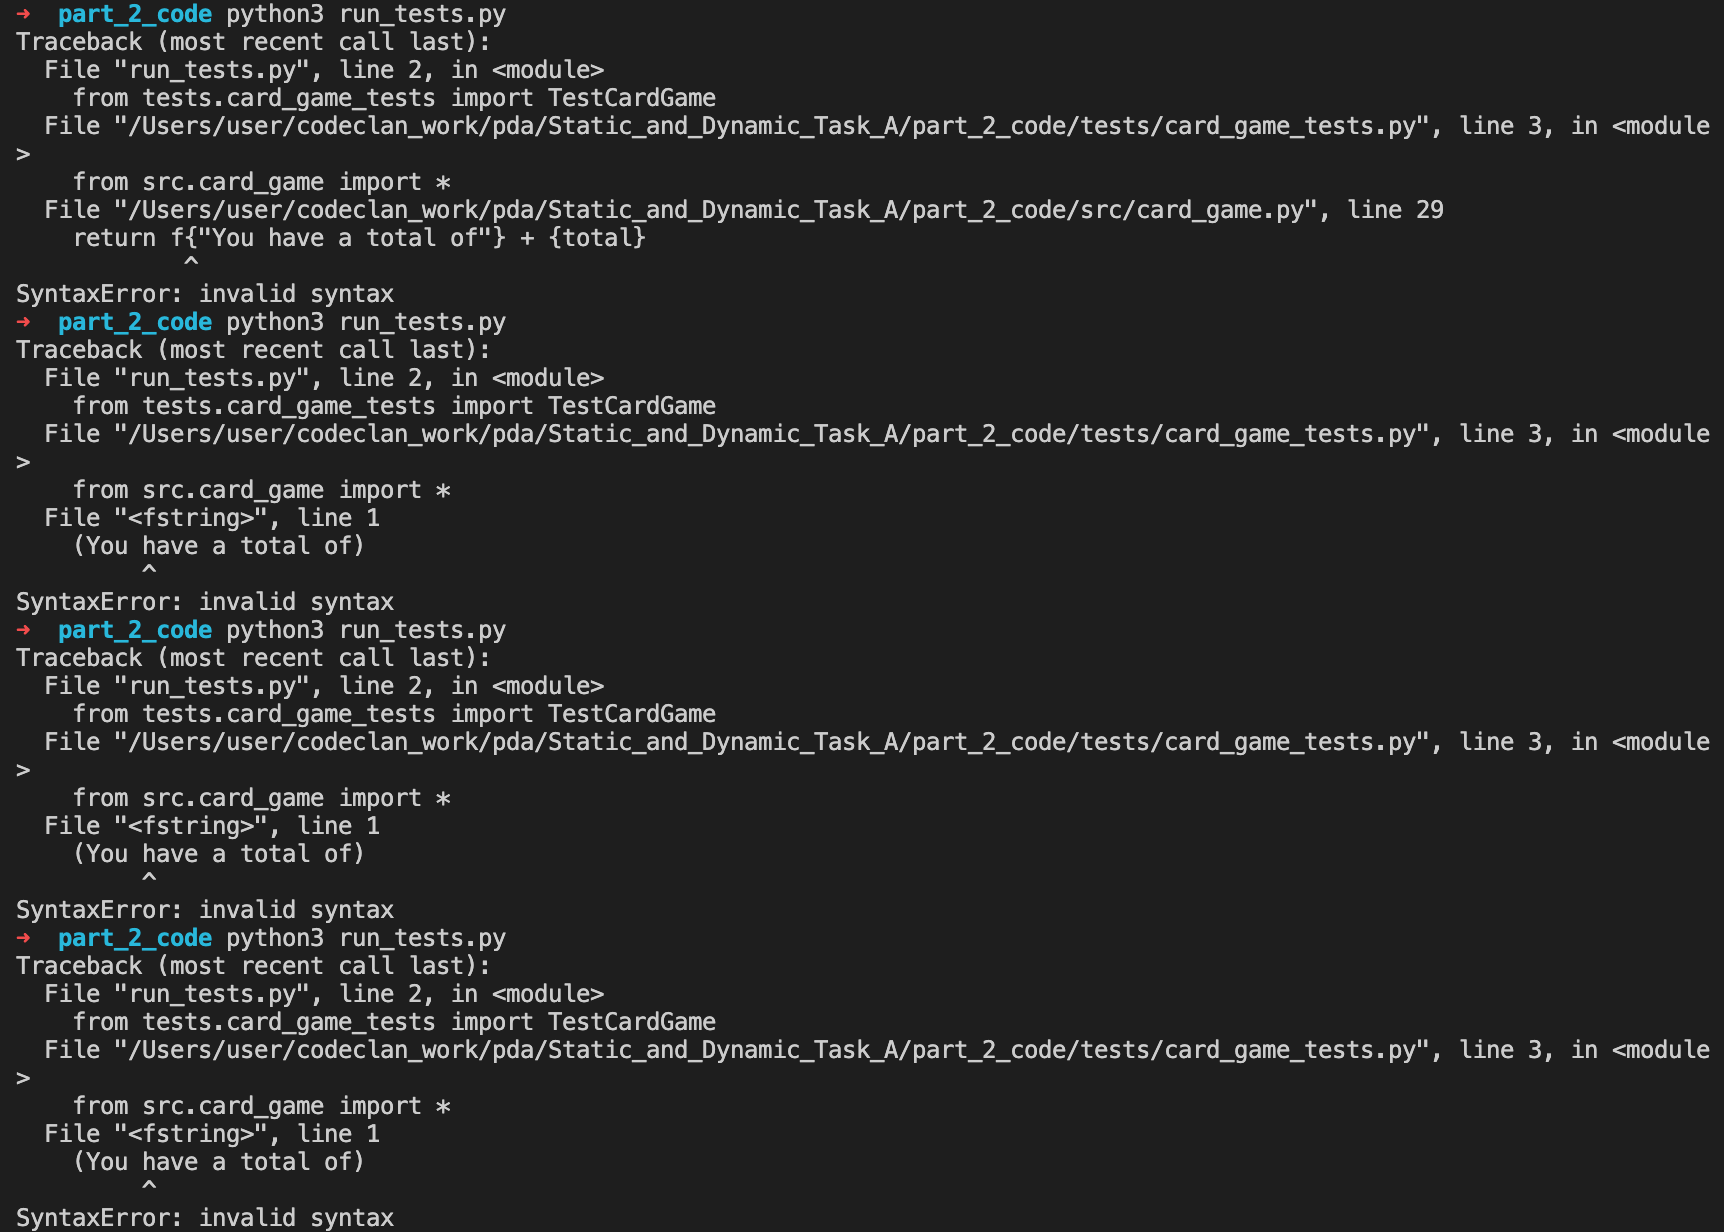 ➜  part_2_code python3 run_tests.py
Traceback (most recent call last):
  File "run_tests.py", line 2, in <module>
    from tests.card_game_tests import TestCardGame
  File "/Users/user/codeclan_work/pda/Static_and_Dynamic_Task_A/part_2_code/tests/card_game_tests.py", line 3, in <module
>
    from src.card_game import *
  File "/Users/user/codeclan_work/pda/Static_and_Dynamic_Task_A/part_2_code/src/card_game.py", line 29
    return f{"You have a total of"} + {total}
            ^
SyntaxError: invalid syntax
➜  part_2_code python3 run_tests.py
Traceback (most recent call last):
  File "run_tests.py", line 2, in <module>
    from tests.card_game_tests import TestCardGame
  File "/Users/user/codeclan_work/pda/Static_and_Dynamic_Task_A/part_2_code/tests/card_game_tests.py", line 3, in <module
>
    from src.card_game import *
  File "<fstring>", line 1
    (You have a total of)
         ^
SyntaxError: invalid syntax
➜  part_2_code python3 run_tests.py
Traceback (most recent call last):
  File "run_tests.py", line 2, in <module>
    from tests.card_game_tests import TestCardGame
  File "/Users/user/codeclan_work/pda/Static_and_Dynamic_Task_A/part_2_code/tests/card_game_tests.py", line 3, in <module
>
    from src.card_game import *
  File "<fstring>", line 1
    (You have a total of)
         ^
SyntaxError: invalid syntax
➜  part_2_code python3 run_tests.py
Traceback (most recent call last):
  File "run_tests.py", line 2, in <module>
    from tests.card_game_tests import TestCardGame
  File "/Users/user/codeclan_work/pda/Static_and_Dynamic_Task_A/part_2_code/tests/card_game_tests.py", line 3, in <module
>
    from src.card_game import *
  File "<fstring>", line 1
    (You have a total of)
         ^
SyntaxError: invalid syntax